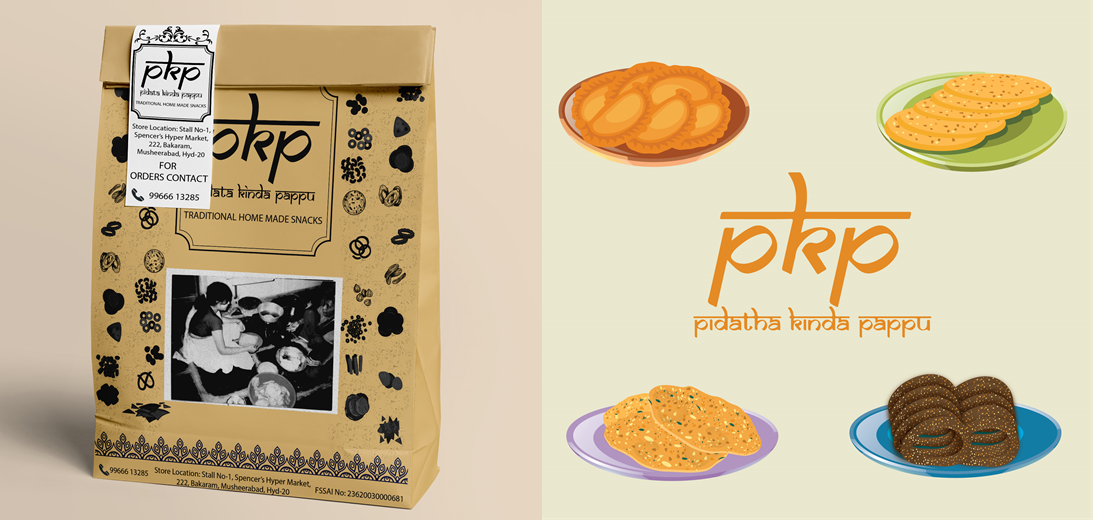 pkp
pidata kinda pappu
TRADITIONAL HOME MADE SNACKS
Store Location: Stall No-1,
Spencer's Hyper Market,
222, Bakaram,
Musheerabad, Hyd-20
FOR
ORDERS CONTACT
99666 13285
pkp
kinda pappu
TRADITIONAL HOME MADE SNACKS
99666 13285
Store Location: Stall No-1, Spencer's Hyper Market,
222, Bakaram, Musheerabad, Hyd-20
FSSAI No: 23620030000681
pkp
pidatha kinda pappu